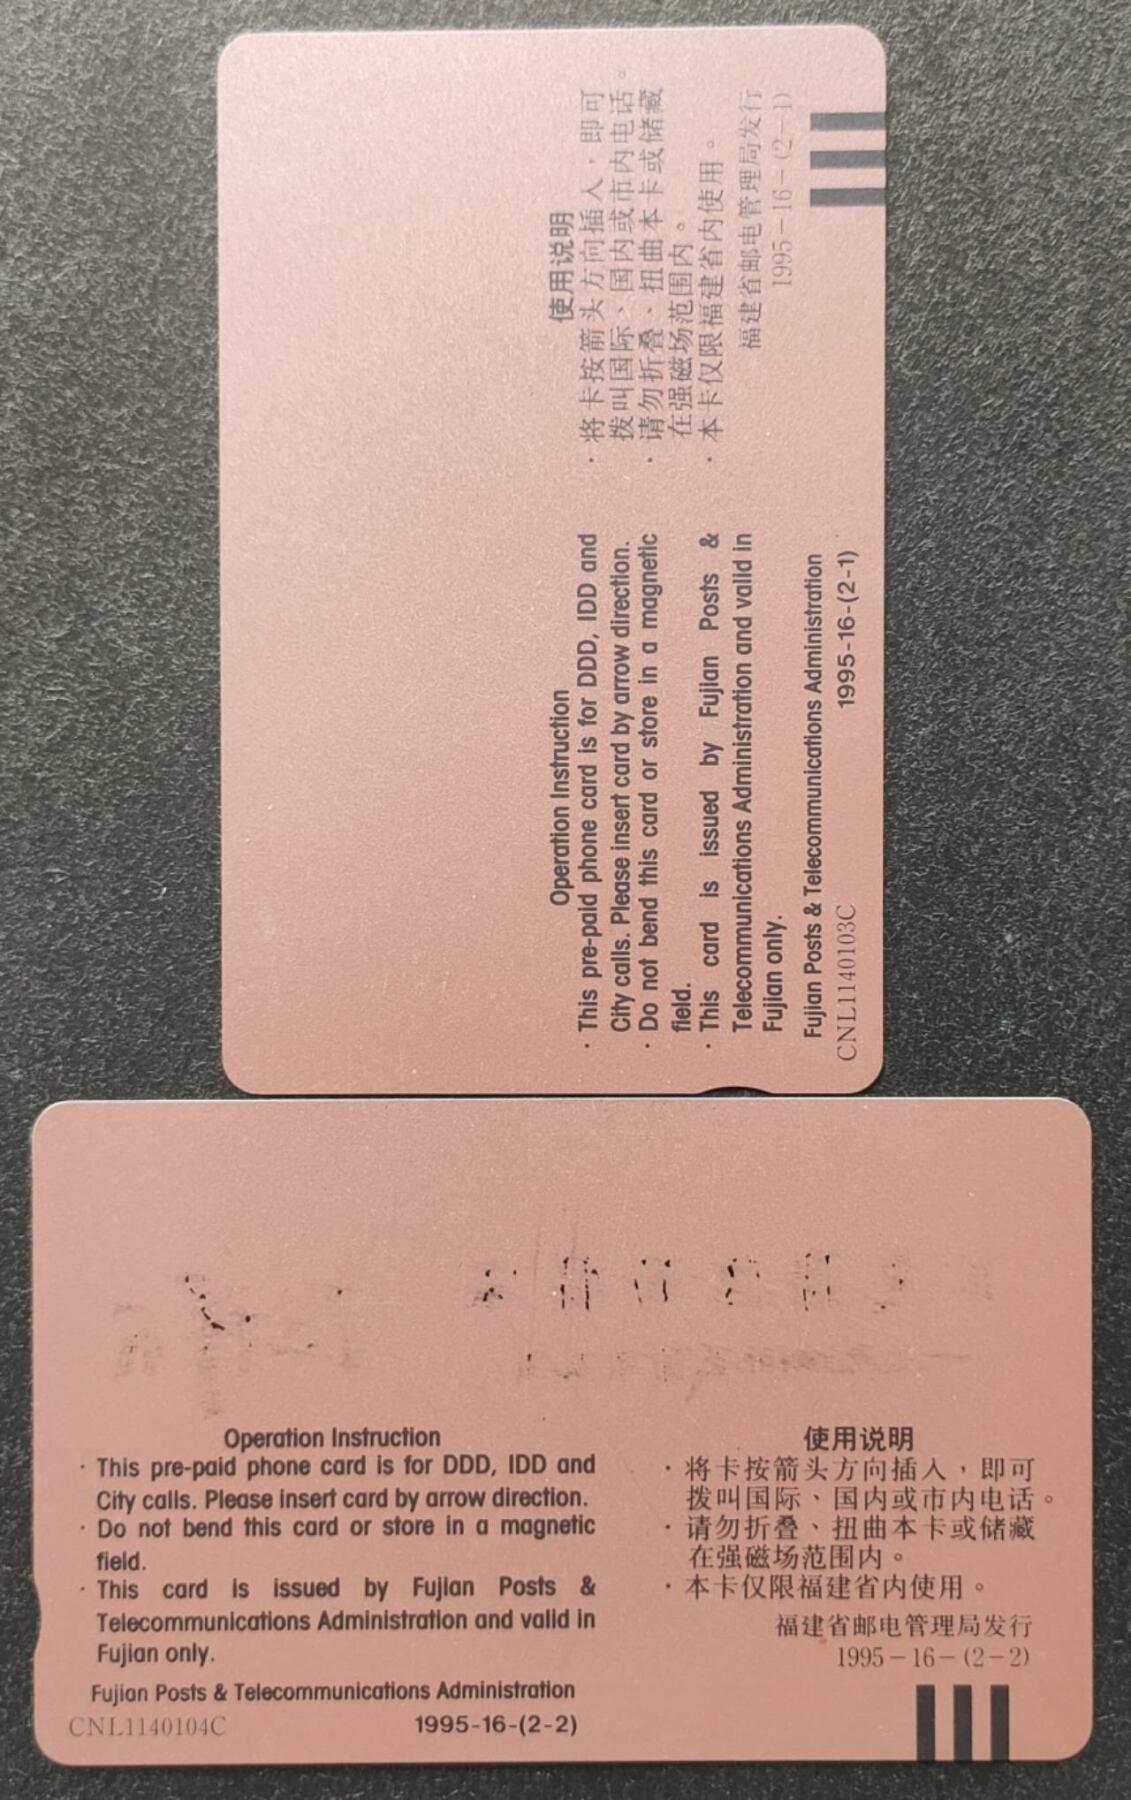 Operation Instruction
· This pre-paid phone card is for DDD, IDD and
City calls. Please insert card by arrow direction.
· Do not bend this card or store in a magnetic
field.
· This card is issued by Fujian Posts &
Telecommunications Administration and valid in
Fujian only.
Fujian Posts & Telecommunications Administration
CNL1140103C 1995-16-(2-1)
使用说明
· 将卡按箭头方向插入，即可
拨叫国际、国内或市内电话。
· 请勿折叠、扭曲本卡或储藏
在强磁场范围内。
· 本卡仅限福建省内使用。
福建省邮电管理局发行
1995－16－(2－1)
Operation Instruction
· This pre-paid phone card is for DDD, IDD and
City calls. Please insert card by arrow direction.
· Do not bend this card or store in a magnetic
field.
· This card is issued by Fujian Posts &
Telecommunications Administration and valid in
Fujian only.
Fujian Posts & Telecommunications Administration
CNL1140104C 1995-16-(2-2)
使用说明
· 将卡按箭头方向插入，即可
拨叫国际、国内或市内电话。
· 请勿折叠、扭曲本卡或储藏
在强磁场范围内。
· 本卡仅限福建省内使用。
福建省邮电管理局发行
1995－16－(2－2)